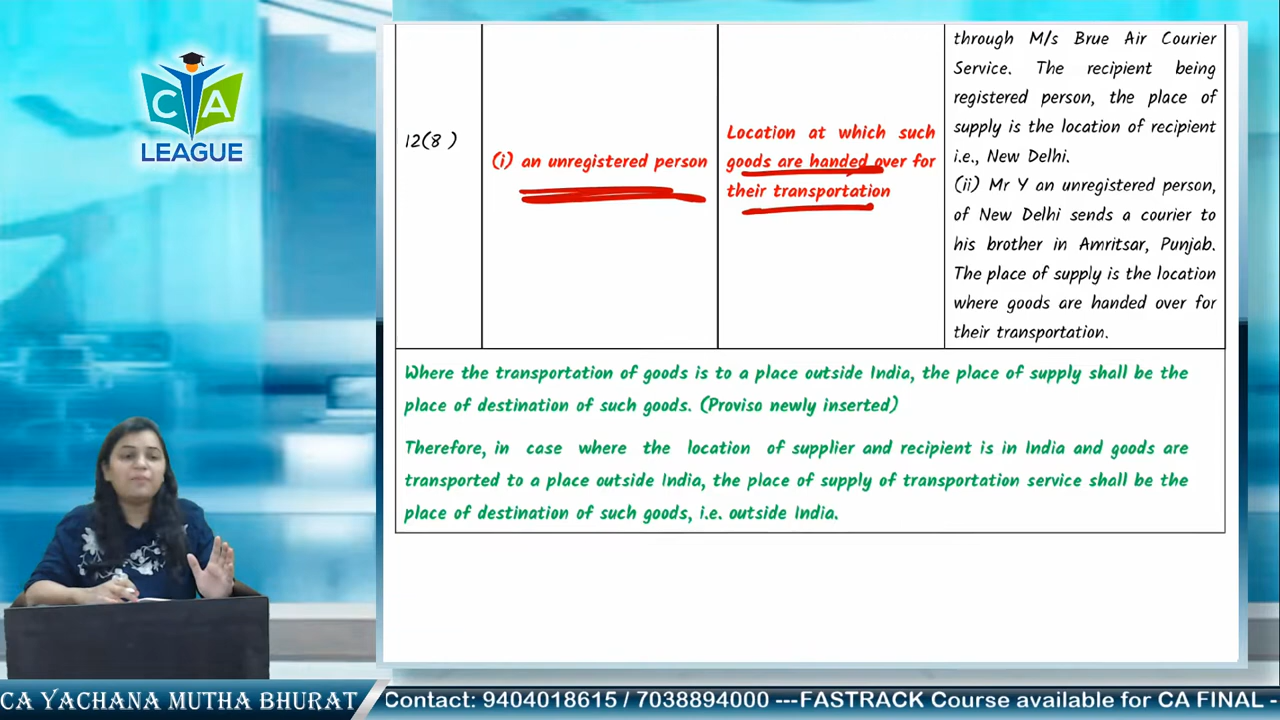 CA
LEAGUE
12(8 )
(i) an unregistered person
Location at which such
goods are handed over for
their transportation
through M/s Brue Air Courier
Service. The recipient being
registered person, the place of
supply is the location of recipient
i.e., New Delhi.
(ii) Mr Y an unregistered person,
of New Delhi sends a courier to
his brother in Amritsar, Punjab.
The place of supply is the location
where goods are handed over for
their transportation.
Where the transportation of goods is to a place outside India, the place of supply shall be the
place of destination of such goods. (Proviso newly inserted)
Therefore, in case where the location of supplier and recipient is in India and goods are
transported to a place outside India, the place of supply of transportation service shall be the
place of destination of such goods, i.e. outside India.
CA YACHANA MUTHA BHURAT
Contact: 9404018615 / 7038894000 ---FASTRACK Course available for CA FINAL -